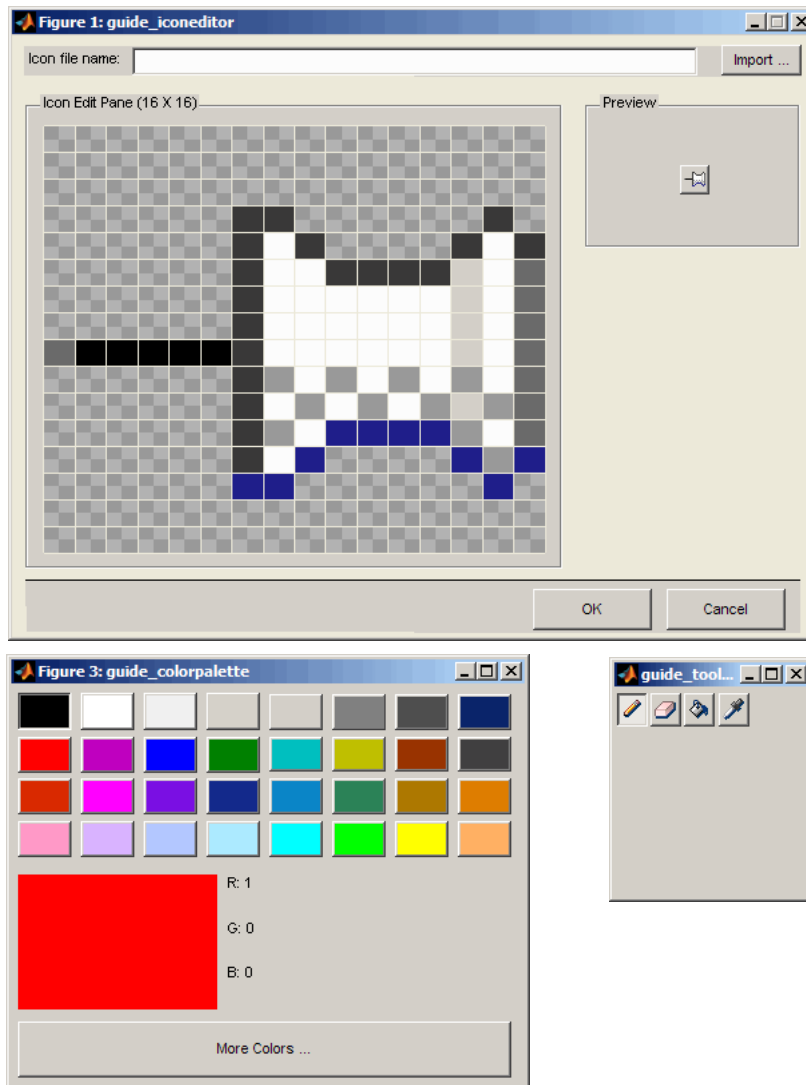 Figure 1: guide_iconeditor
Icon file name:
Import ...
Icon Edit Pane (16 X 16)
Preview
OK
Cancel
Figure 3: guide_colorpalette
guide_tool...
R: 1
G: 0
B: 0
More Colors ...